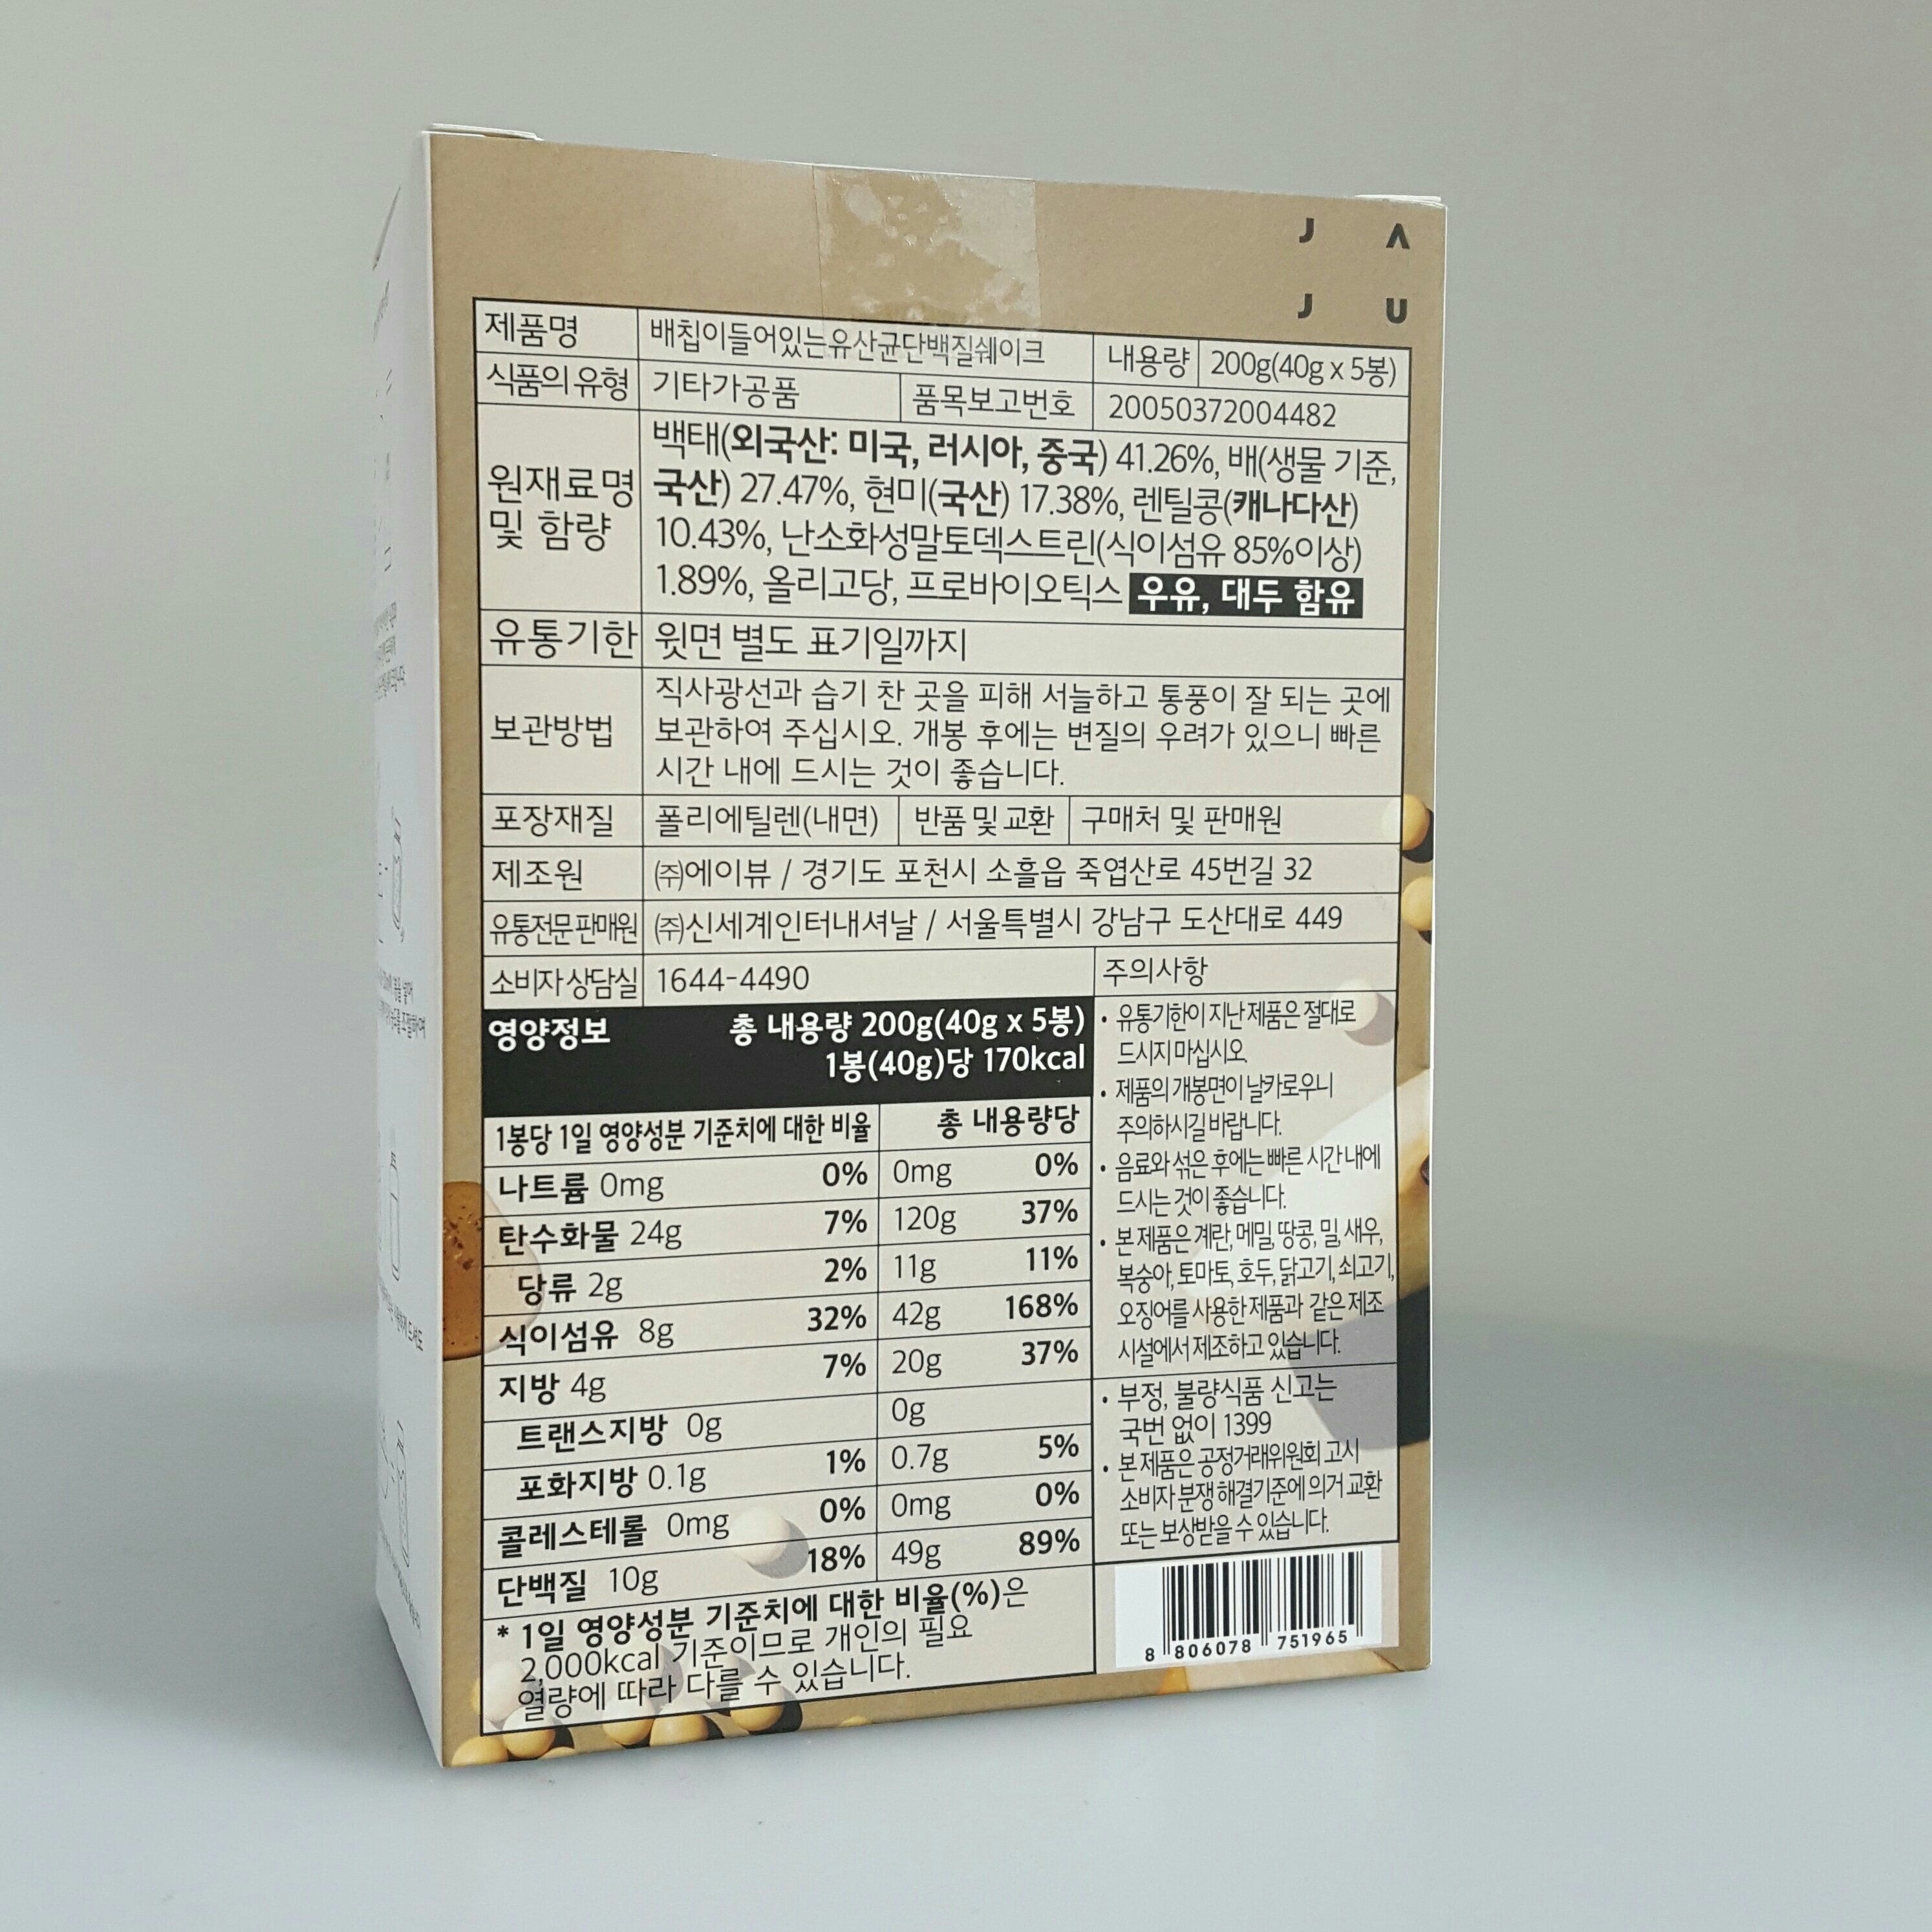 J A
J U
제품명 배칩이들어있는유산균단백질쉐이크 내용량 200g(40g x 5봉)
식품의 유형 기타가공품 품목보고번호 20050372004482
원재료명 및 함량
백태(외국산: 미국, 러시아, 중국) 41.26%, 배(생물 기준,
국산) 27.47%, 현미(국산) 17.38%, 렌틸콩(캐나다산)
10.43%, 난소화성말토덱스트린(식이섬유 85%이상)
1.89%, 올리고당, 프로바이오틱스 우유, 대두 함유
유통기한 윗면 별도 표기일까지
보관방법
직사광선과 습기 찬 곳을 피해 서늘하고 통풍이 잘 되는 곳에
보관하여 주십시오. 개봉 후에는 변질의 우려가 있으니 빠른
시간 내에 드시는 것이 좋습니다.
포장재질 폴리에틸렌(내면) 반품 및 교환 구매처 및 판매원
제조원 ㈜에이뷰 / 경기도 포천시 소흘읍 죽엽산로 45번길 32
유통전문판매원 ㈜신세계인터내셔날 / 서울특별시 강남구 도산대로 449
소비자상담실 1644-4490
영양정보 총 내용량 200g(40g x 5봉)
1봉(40g)당 170kcal
1봉당 1일 영양성분 기준치에 대한 비율 총 내용량당
나트륨 0mg 0% 0mg 0%
탄수화물 24g 7% 120g 37%
당류 2g 2% 11g 11%
식이섬유 8g 32% 42g 168%
지방 4g 7% 20g 37%
트랜스지방 0g 0g
포화지방 0.1g 1% 0.7g 5%
콜레스테롤 0mg 0% 0mg 0%
단백질 10g 18% 49g 89%
* 1일 영양성분 기준치에 대한 비율(%)은
2,000kcal 기준이므로 개인의 필요
열량에 따라 다를 수 있습니다.
주의사항
• 유통기한이 지난 제품은 절대로
드시지 마십시오.
• 제품의 개봉면이 날카로우니
주의하시길 바랍니다.
• 음료와 섞은 후에는 빠른 시간 내에
드시는 것이 좋습니다.
• 본 제품은 계란, 메밀, 땅콩, 밀, 새우,
복숭아, 토마토, 호두, 닭고기, 쇠고기,
오징어를 사용한 제품과 같은 제조
시설에서 제조하고 있습니다.
• 부정, 불량식품 신고는
국번 없이 1399
• 본 제품은 공정거래위원회 고시
소비자 분쟁 해결기준에 의거 교환
또는 보상받을 수 있습니다.
8 806078 751965